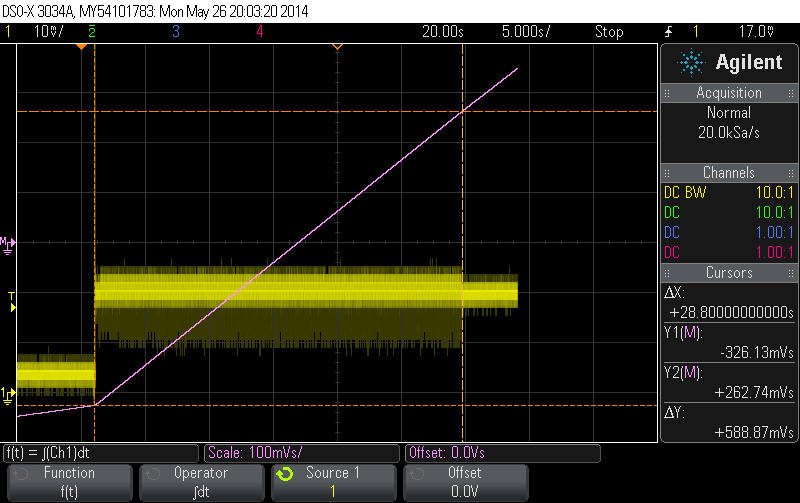 DSO-X 3034A, MY54101783: Mon May 26 20:03:20 2014
1 10mV/ 2 3 4 20.00s 5.000s/ Stop 1 17.0mV
Agilent
Acquisition
Normal
20.0kSa/s
Channels
DC BW 10.0:1
DC 10.0:1
DC 1.00:1
DC 1.00:1
Cursors
ΔX:
+28.80000000000s
Y1(M):
-326.13mVs
Y2(M):
+262.74mVs
ΔY:
+588.87mVs
M
T
1
f(t) = ∫(Ch1)dt Scale: 100mVs/ Offset: 0.0Vs
Function Operator Source 1 Offset
f(t) ∫dt 1 0.0V